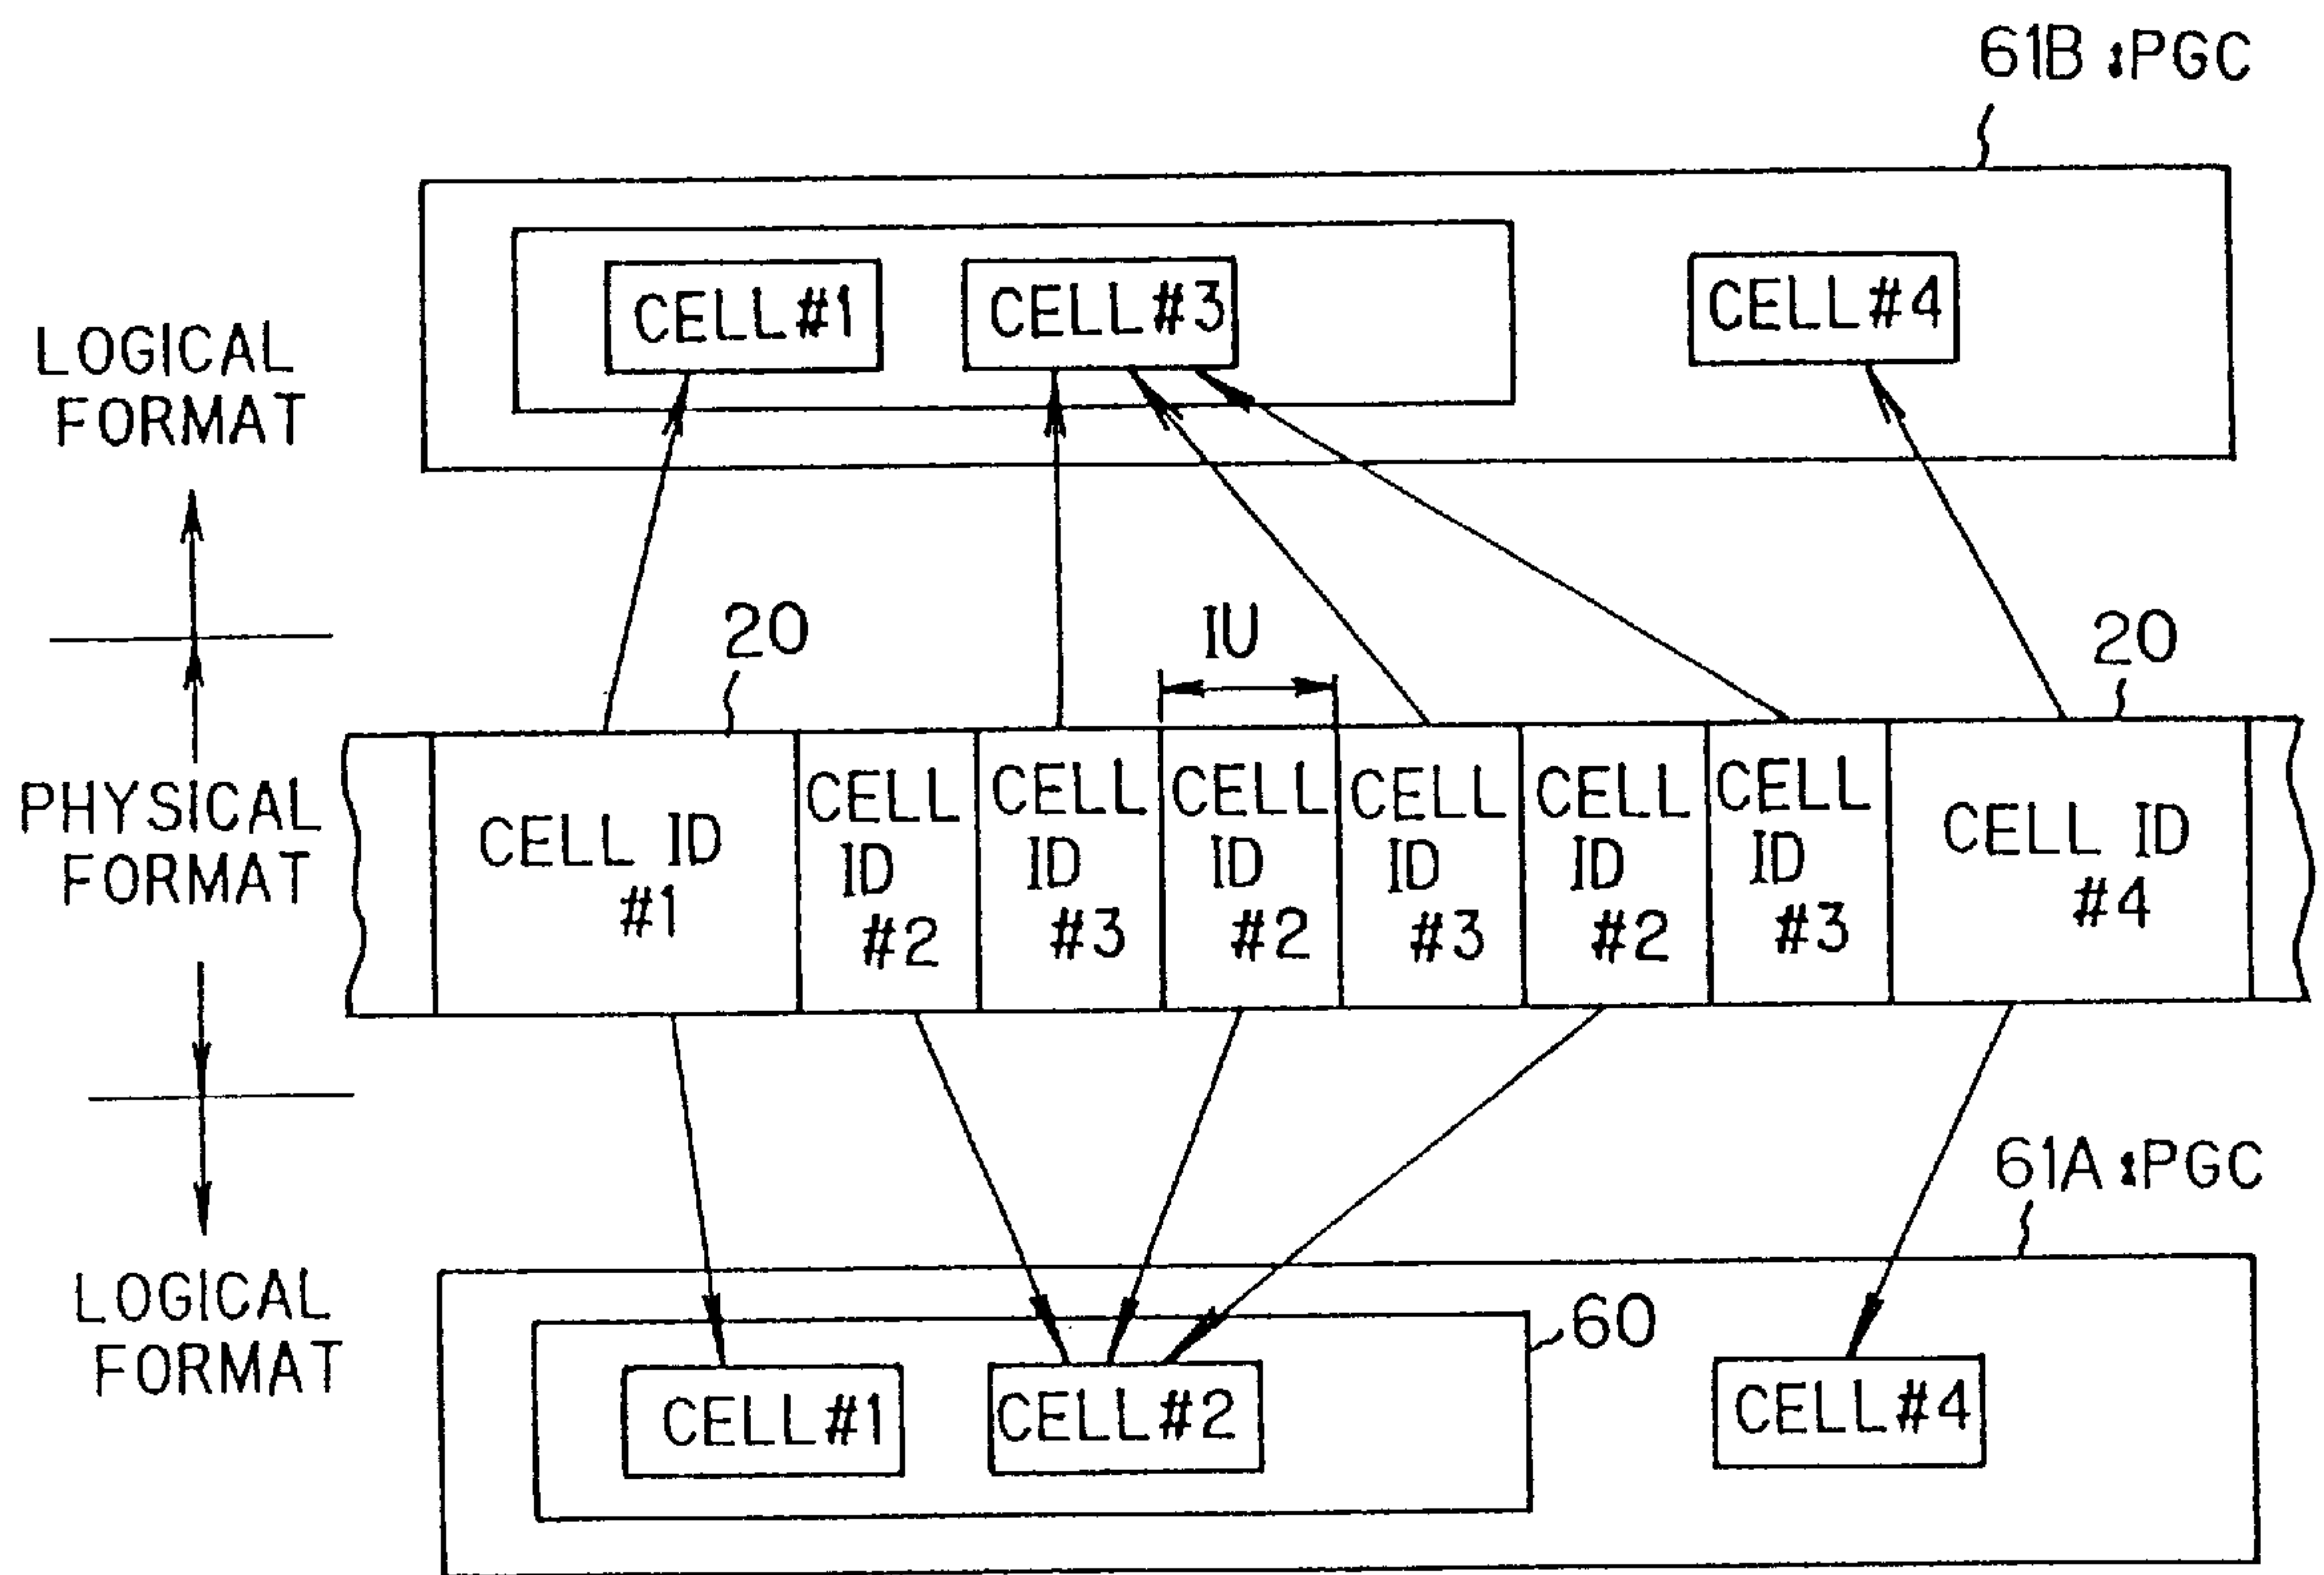 61B :PGC
CELL#1
CELL#3
CELL#4
LOGICAL
FORMAT
20
IU
20
PHYSICAL
FORMAT
CELL ID
#1
CELL
ID
#2
CELL
ID
#3
CELL
ID
#2
CELL
ID
#3
CELL
ID
#2
CELL
ID
#3
CELL ID
#4
61A :PGC
LOGICAL
FORMAT
60
CELL#1
CELL#2
CELL#4